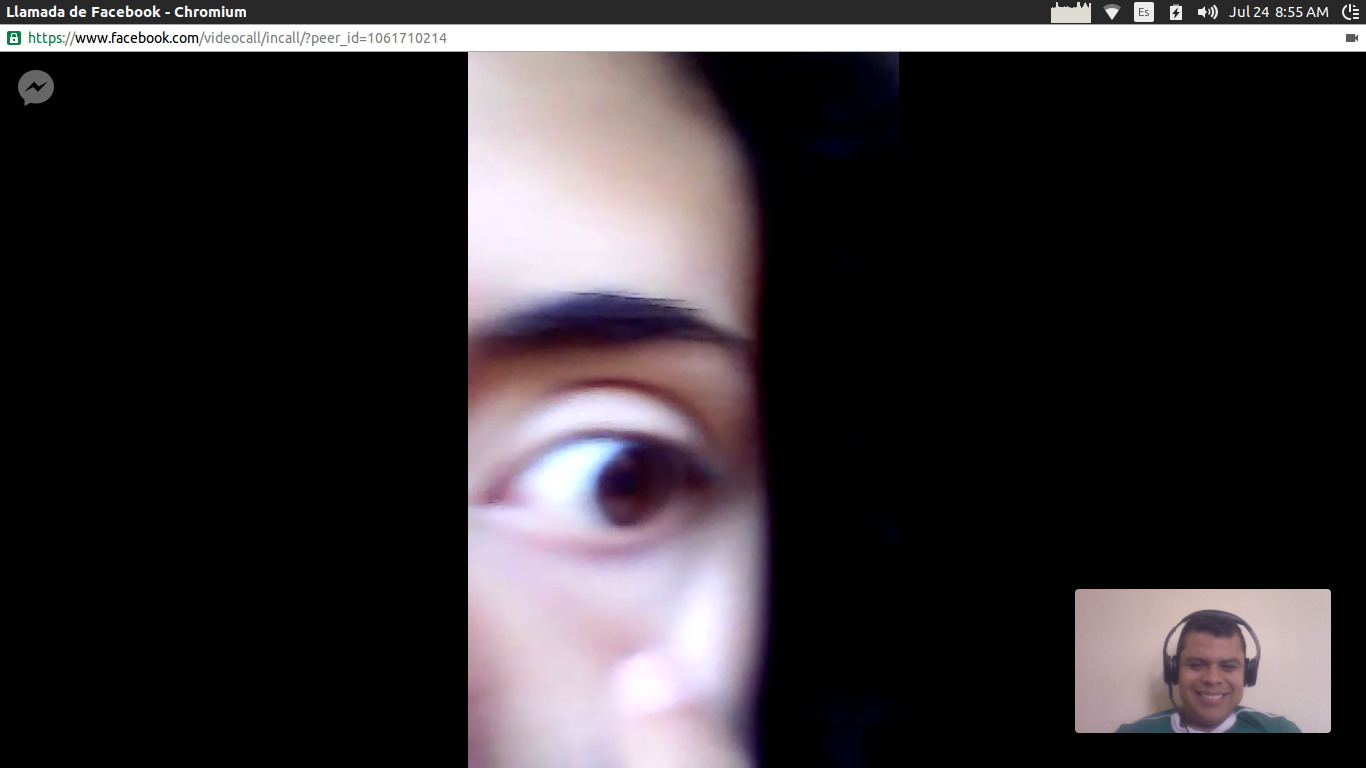 Llamada de Facebook - Chromium
Es
Jul 24 8:55 AM
https://www.facebook.com/videocall/incall/?peer_id=1061710214